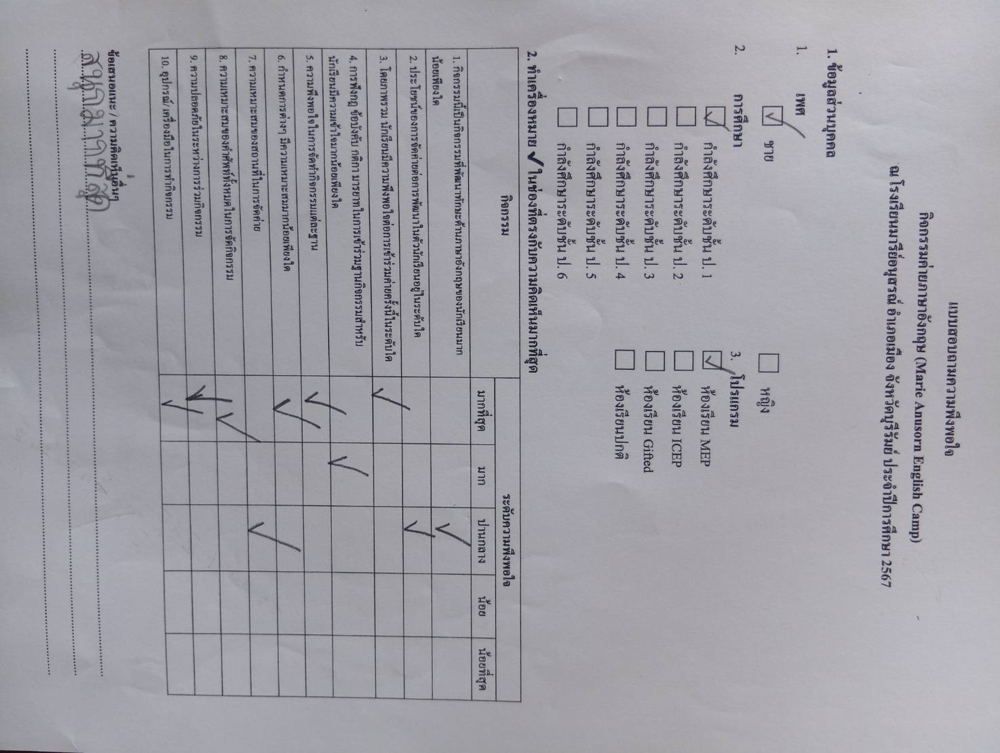 แบบสอบถามความพึงพอใจ
กิจกรรมค่ายภาษาอังกฤษ (Marie Anusorn English Camp)
ณ โรงเรียนมารีย์อนุสรณ์ อำเภอเมือง จังหวัดบุรีรัมย์ ประจำปีการศึกษา 2567
1. ข้อมูลส่วนบุคคล
1. เพศ
☑ ชาย ☐ หญิง
2. การศึกษา 3. โปรแกรม
☑ กำลังศึกษาระดับชั้น ป. 1 ☑ ห้องเรียน MEP
☐ กำลังศึกษาระดับชั้น ป. 2 ☐ ห้องเรียน ICEP
☐ กำลังศึกษาระดับชั้น ป. 3 ☐ ห้องเรียน Gifted
☐ กำลังศึกษาระดับชั้น ป. 4 ☐ ห้องเรียนปกติ
☐ กำลังศึกษาระดับชั้น ป. 5
☐ กำลังศึกษาระดับชั้น ป. 6
2. ทำเครื่องหมาย ✓ ในช่องที่ตรงกับความคิดเห็นมากที่สุด
กิจกรรม ระดับความพึงพอใจ
มากที่สุด มาก ปานกลาง น้อย น้อยที่สุด
1. กิจกรรมนี้เป็นกิจกรรมที่พัฒนาทักษะด้านภาษาอังกฤษของนักเรียนมาก
น้อยเพียงใด ✓
2. ประโยชน์ของการจัดค่ายต่อการพัฒนาในตัวนักเรียนอยู่ในระดับใด ✓
3. โดยภาพรวม นักเรียนมีความพึงพอใจต่อการเข้าร่วมค่ายครั้งนี้ในระดับใด ✓
4. การฟังกฎ ข้อบังคับ กติกา มารยาทในการเข้าร่วมฐานกิจกรรมสำหรับ
นักเรียนมีความเข้าใจมากน้อยเพียงใด ✓
5. ความพึงพอใจในการจัดทำกิจกรรมแต่ละฐาน ✓
6. กำหนดการต่างๆ มีความเหมาะสมมากน้อยเพียงใด ✓
7. ความเหมาะสมของสถานที่ในการจัดค่าย ✓
8. ความเหมาะสมของคำศัพท์ทั้งหมดในการจัดกิจกรรม ✓
9. ความปลอดภัยในระหว่างการร่วมกิจกรรม ✓
10. อุปกรณ์/ เครื่องมือในการทำกิจกรรม ✓
ข้อเสนอแนะ / ความคิดเห็นอื่นๆ
สนุกมากที่สุด